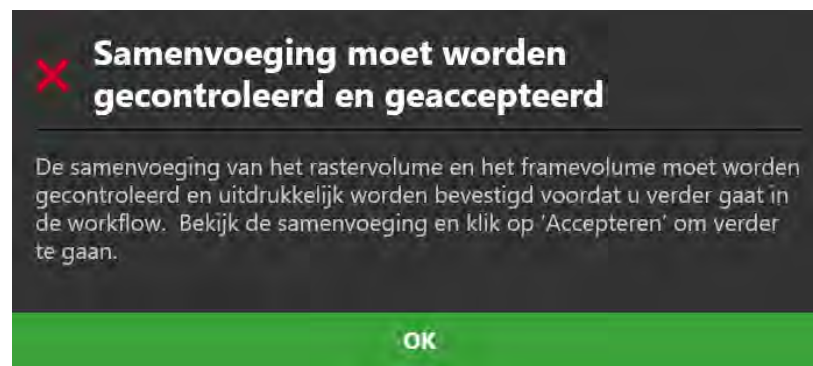 Samenvoeging moet worden
gecontroleerd en geaccepteerd
De samenvoeging van het rastervolume en het framevolume moet worden
gecontroleerd en uitdrukkelijk worden bevestigd voordat u verder gaat in
de workflow.  Bekijk de samenvoeging en klik op 'Accepteren' om verder
te gaan.
OK